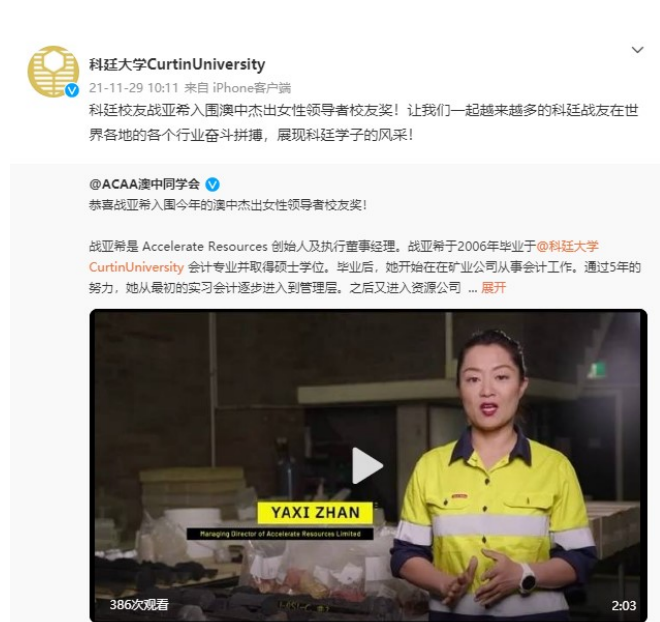 科廷大学CurtinUniversity
21-11-29 10:11 来自 iPhone客户端
科廷校友战亚希入围澳中杰出女性领导者校友奖！让我们一起越来越多的科廷战友在世
界各地的各个行业奋斗拼搏，展现科廷学子的风采！
@ACAA澳中同学会
恭喜战亚希入围今年的澳中杰出女性领导者校友奖！
战亚希是 Accelerate Resources 创始人及执行董事经理。战亚希于2006年毕业于@科廷大学
CurtinUniversity 会计专业并取得硕士学位。毕业后，她开始在在矿业公司从事会计工作。通过5年的
努力，她从最初的实习会计逐步进入到管理层。之后又进入资源公司 ... 展开
YAXI ZHAN
Managing Director of Accelerate Resources Limited
386次观看
2:03